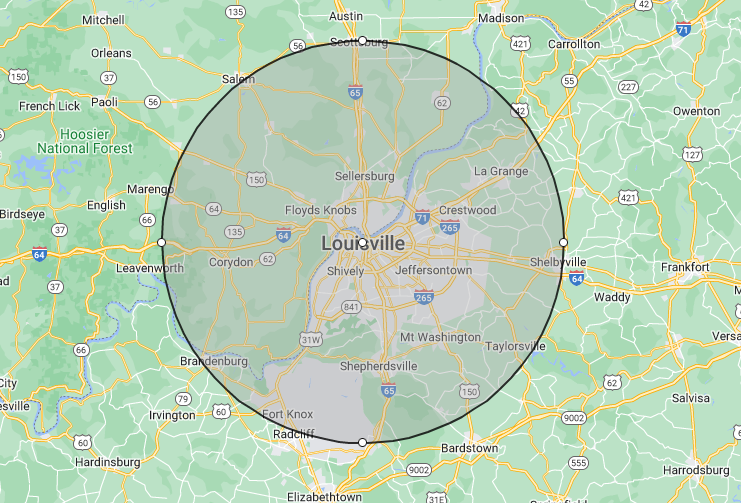 Austin
Mitchell
135
Madison
Scottsburg
56
421
Carrollton
42
71
Orleans
150
37
Salem
65
55
227
French Lick
Paoli
56
62
42
Owenton
Hoosier
National Forest
127
Sellersburg
La Grange
150
Marengo
English
421
Birdseye
64
Floyds Knobs
Crestwood
71
265
37
66
135
64
Louisville
64
Leavenworth
Corydon
62
Shively
Jeffersontown
Shelbyville
64
Frankfort
37
265
Waddy
841
31W
Mt Washington
Taylorsville
66
Brandenburg
Shepherdsville
65
150
62
Salvisa
79
60
Irvington
Fort Knox
9002
Radcliff
60
Hardinsburg
Bardstown
9002
555
Harrodsburg
Elizabethtown
31E